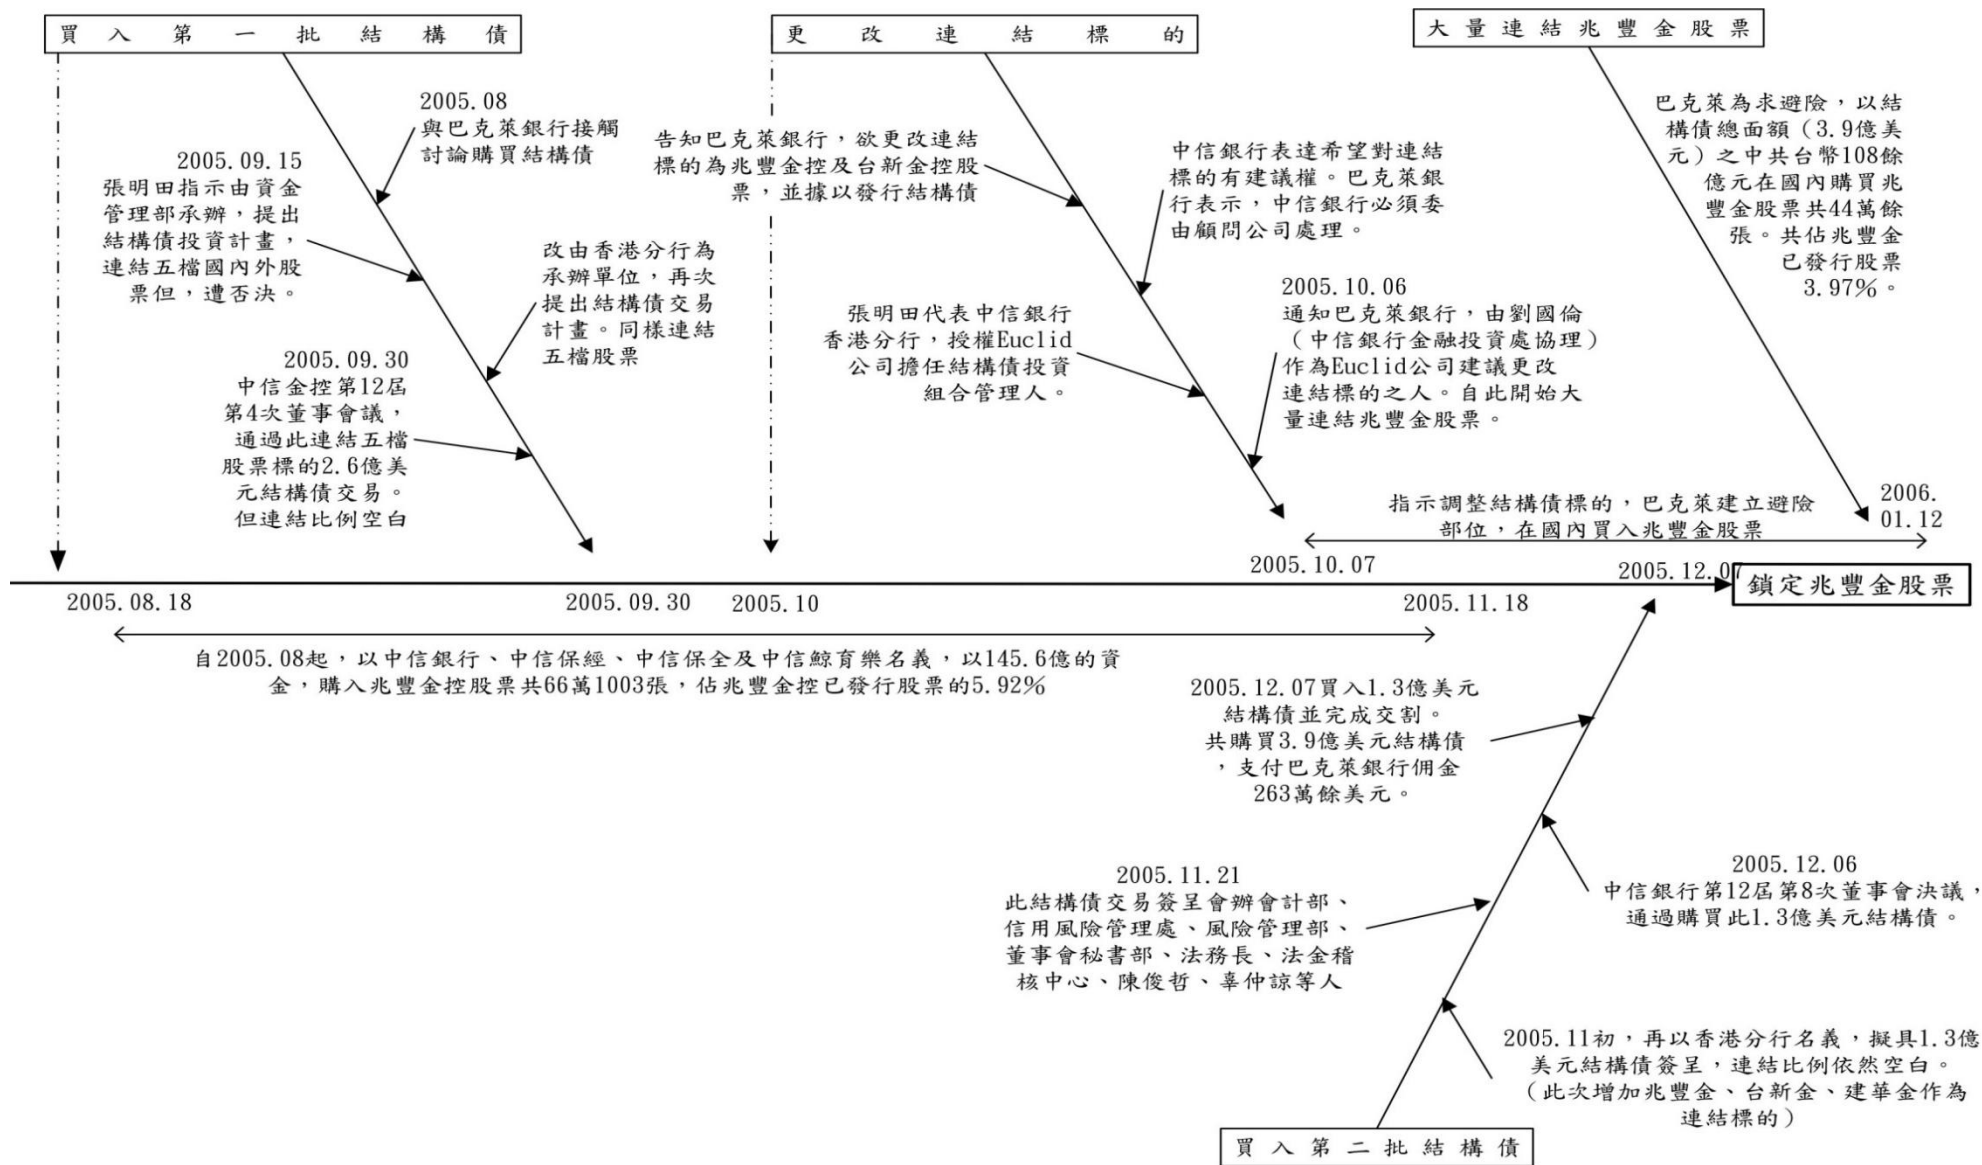 買入第一批結構債
2005.08
與巴克萊銀行接觸
討論購買結構債
2005.09.15
張明田指示由資金
管理部承辦，提出
結構債投資計畫，
連結五檔國內外股
票但，遭否決。
改由香港分行為
承辦單位，再次
提出結構債交易
計畫。同樣連結
五檔股票
2005.09.30
中信金控第12屆
第4次董事會議，
通過此連結五檔
股票標的2.6億美
元結構債交易。
但連結比例空白
更改連結標的
告知巴克萊銀行，欲更改連結
標的為兆豐金控及台新金控股
票，並據以發行結構債
中信銀行表達希望對連結
標的有建議權。巴克萊銀
行表示，中信銀行必須委
由顧問公司處理。
張明田代表中信銀行
香港分行，授權Euclid
公司擔任結構債投資
組合管理人。
2005.10.06
通知巴克萊銀行，由劉國倫
（中信銀行金融投資處協理）
作為Euclid公司建議更改
連結標的之人。自此開始大
量連結兆豐金股票。
大量連結兆豐金股票
巴克萊為求避險，以結
構債總面額（3.9億美
元）之中共台幣108餘
億元在國內購買兆
豐金股票共44萬餘
張。共佔兆豐金
已發行股票
3.97%。
指示調整結構債標的，巴克萊建立避險
部位，在國內買入兆豐金股票
2006.
01.12
2005.10.07
2005.12.07
鎖定兆豐金股票
2005.08.18
2005.09.30
2005.10
2005.11.18
自2005.08起，以中信銀行、中信保經、中信保全及中信鯨育樂名義，以145.6億的資
金，購入兆豐金控股票共66萬1003張，佔兆豐金控已發行股票的5.92%
2005.12.07買入1.3億美元
結構債並完成交割。
共購買3.9億美元結構債
，支付巴克萊銀行佣金
263萬餘美元。
2005.12.06
中信銀行第12屆第8次董事會決議，
通過購買此1.3億美元結構債。
2005.11.21
此結構債交易簽呈會辦會計部、
信用風險管理處、風險管理部、
董事會秘書部、法務長、法金稽
核中心、陳俊哲、辜仲諒等人
2005.11初，再以香港分行名義，擬具1.3億
美元結構債簽呈，連結比例依然空白。
（此次增加兆豐金、台新金、建華金作為
連結標的）
買入第二批結構債